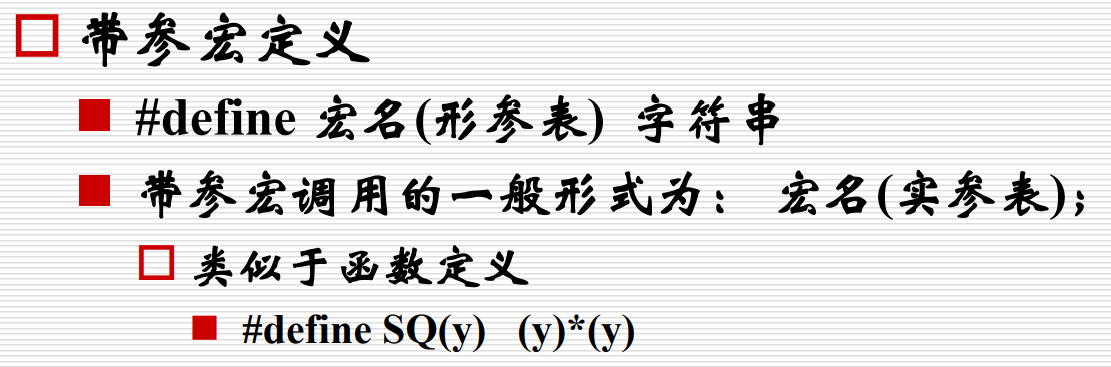 带参宏定义
#define 宏名(形参表) 字符串
带参宏调用的一般形式为： 宏名(实参表);
类似于函数定义
#define SQ(y) (y)*(y)